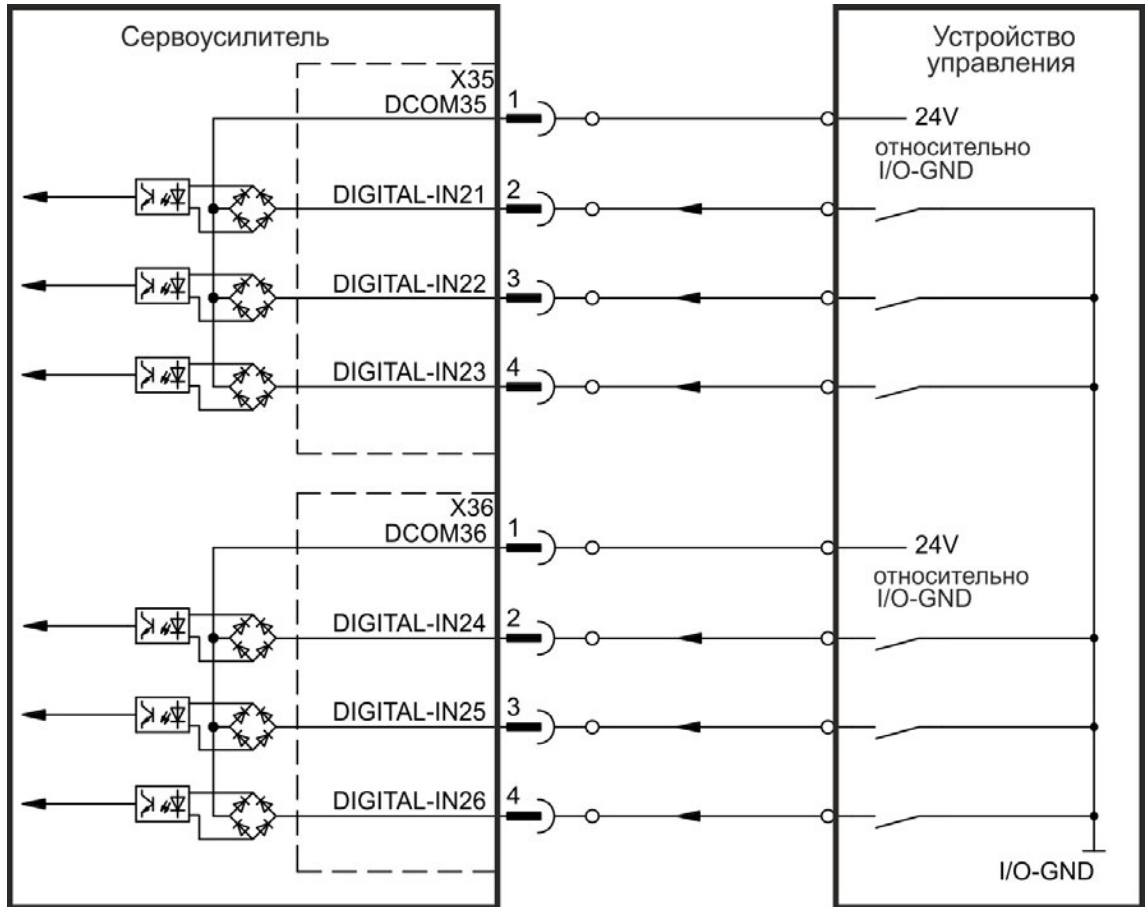 Сервоусилитель
Устройство
управления
X35
DCOM35
1
24V
относительно
I/O-GND
DIGITAL-IN21
2
DIGITAL-IN22
3
DIGITAL-IN23
4
X36
DCOM36
1
24V
относительно
I/O-GND
DIGITAL-IN24
2
DIGITAL-IN25
3
DIGITAL-IN26
4
I/O-GND